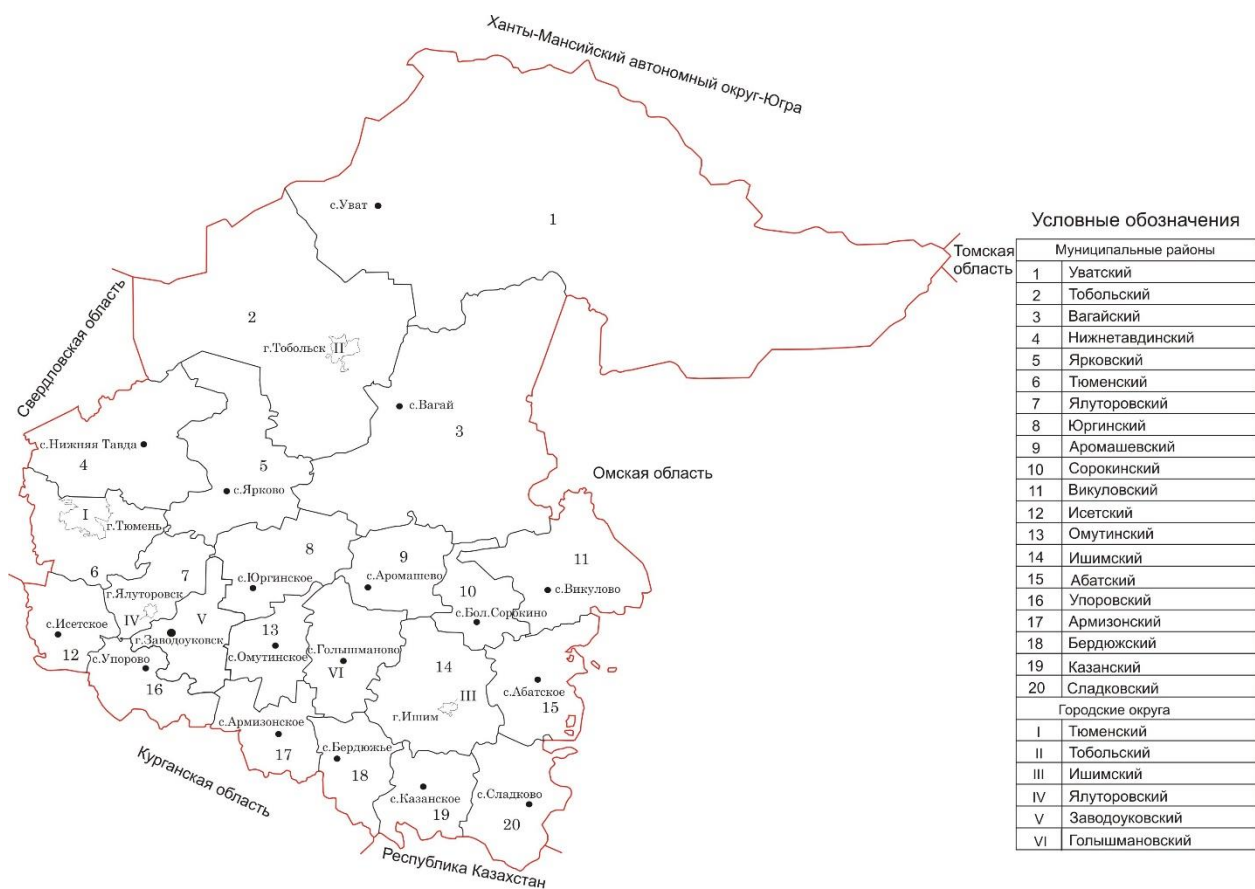 Ханты-Мансийский автономный округ-Югра
с.Уват
1
Томская
область
Свердловская область
2
г.Тобольск II
с.Вагай
3
с.Нижняя Тавда
4
5
с.Ярково
Омская область
I
г.Тюмень
8
9
11
6
7
с.Юргинское
с.Аромашево
10
с.Викулово
г.Ялуторовск
IV
V
с.Бол.Сорокино
с.Исетское
12
г.Заводоуковск
13
с.Омутинское
с.Голышманово
VI
14
с.Упорово
16
III
г.Ишим
с.Абатское
15
с.Армизонское
17
с.Бердюжье
18
Курганская область
с.Казанское
19
с.Сладково
20
Республика Казахстан
Условные обозначения
Муниципальные районы
1 Уватский
2 Тобольский
3 Вагайский
4 Нижнетавдинский
5 Ярковский
6 Тюменский
7 Ялуторовский
8 Юргинский
9 Аромашевский
10 Сорокинский
11 Викуловский
12 Исетский
13 Омутинский
14 Ишимский
15 Абатский
16 Упоровский
17 Армизонский
18 Бердюжский
19 Казанский
20 Сладковский
Городские округа
I Тюменский
II Тобольский
III Ишимский
IV Ялуторовский
V Заводоуковский
VI Голышмановский